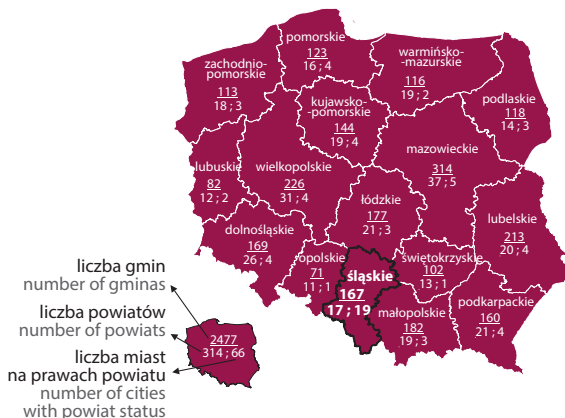 pomorskie
123
16 ; 4
zachodnio-
pomorskie
113
18 ; 3
warmińsko-
mazurskie
116
19 ; 2
podlaskie
118
14 ; 3
kujawsko-
-pomorskie
144
19 ; 4
mazowieckie
314
37 ; 5
lubuskie
82
12 ; 2
wielkopolskie
226
31 ; 4
łódzkie
177
21 ; 3
lubelskie
213
20 ; 4
dolnośląskie
169
26 ; 4
opolskie
71
11 ; 1
śląskie
167
17 ; 19
świętokrzyskie
102
13 ; 1
małopolskie
182
19 ; 3
podkarpackie
160
21 ; 4
liczba gmin
number of gminas
liczba powiatów
number of powiats
liczba miast
na prawach powiatu
number of cities
with powiat status
2477
314 ; 66